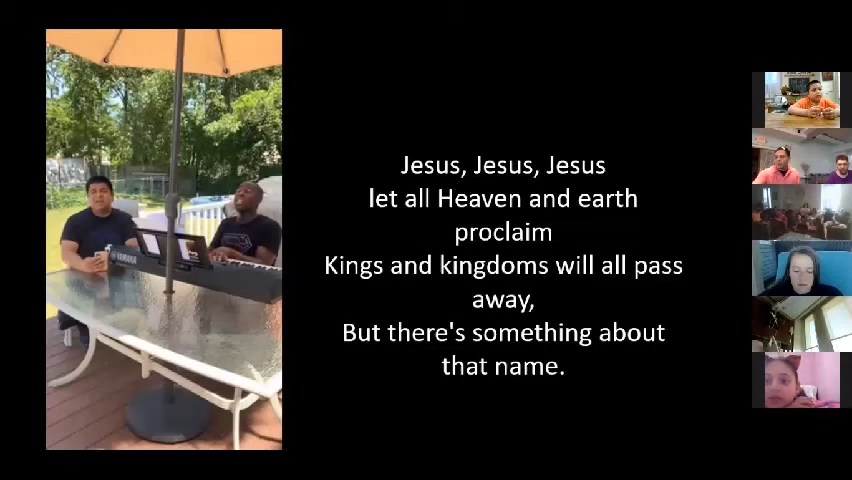 Jesus, Jesus, Jesus
let all Heaven and earth
proclaim
Kings and kingdoms will all pass
away,
But there's something about
that name.
YAMAHA